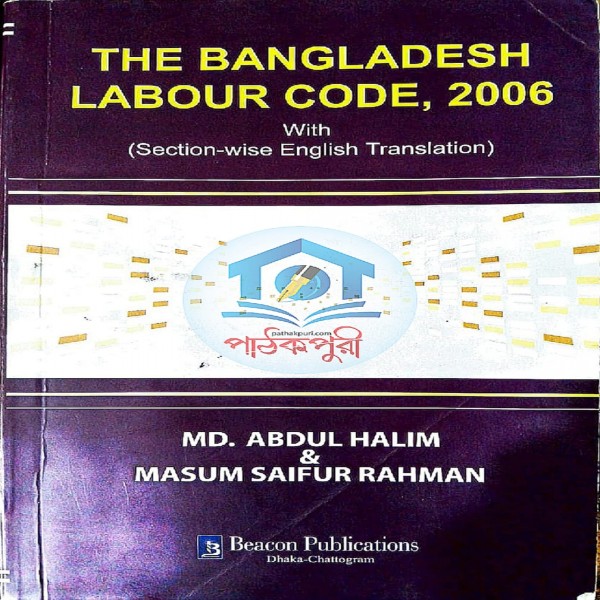 THE BANGLADESH
LABOUR CODE, 2006
With
(Section-wise English Translation)
pathakpuri.com
পাঠকপুরী
MD. ABDUL HALIM
&
MASUM SAIFUR RAHMAN
Beacon Publications
Dhaka-Chattogram